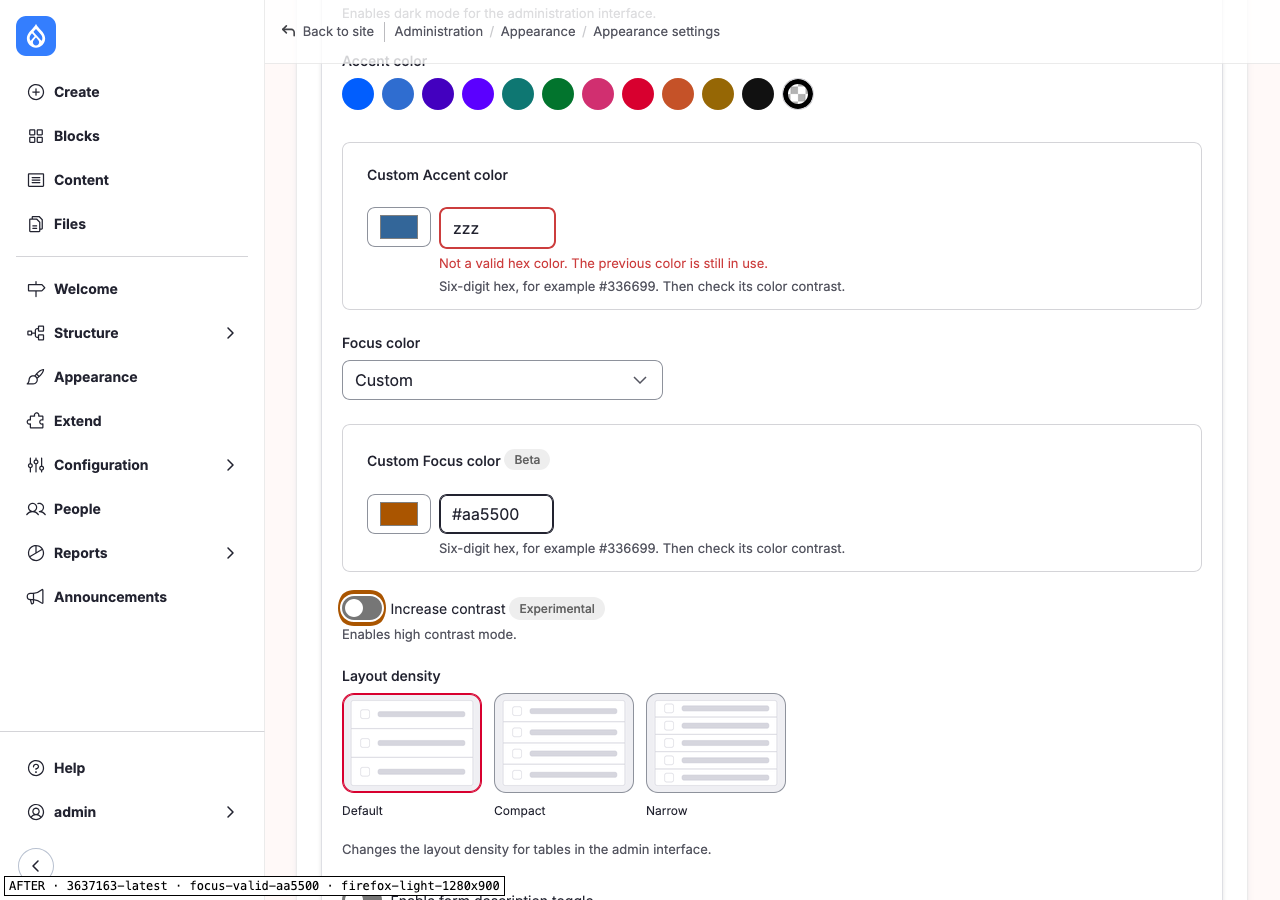 Enables dark mode for the administration interface.
Back to site
Administration / Appearance / Appearance settings
Accent color
Create
Blocks
Content
Files
Welcome
Structure
Appearance
Extend
Configuration
People
Reports
Announcements
Help
admin
Custom Accent color
zzz
Not a valid hex color. The previous color is still in use.
Six-digit hex, for example #336699. Then check its color contrast.
Focus color
Custom
Custom Focus color Beta
#aa5500
Six-digit hex, for example #336699. Then check its color contrast.
Increase contrast Experimental
Enables high contrast mode.
Layout density
Default
Compact
Narrow
Changes the layout density for tables in the admin interface.
Enable form description toggle
AFTER · 3637163-latest · focus-valid-aa5500 · firefox-light-1280x900